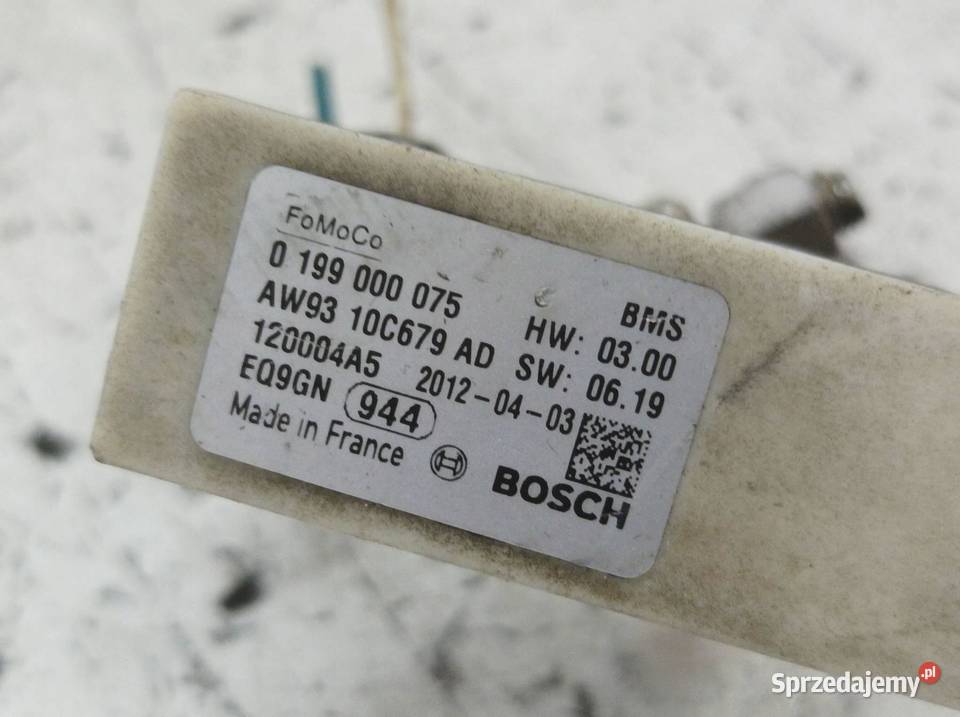 FoMoCo
0 199 000 075 BMS
AW93 10C679 AD HW: 03.00
120004A5 2012-04-03 SW: 06.19
EQ9GN 944
Made in France BOSCH
Sprzedajemy.pl